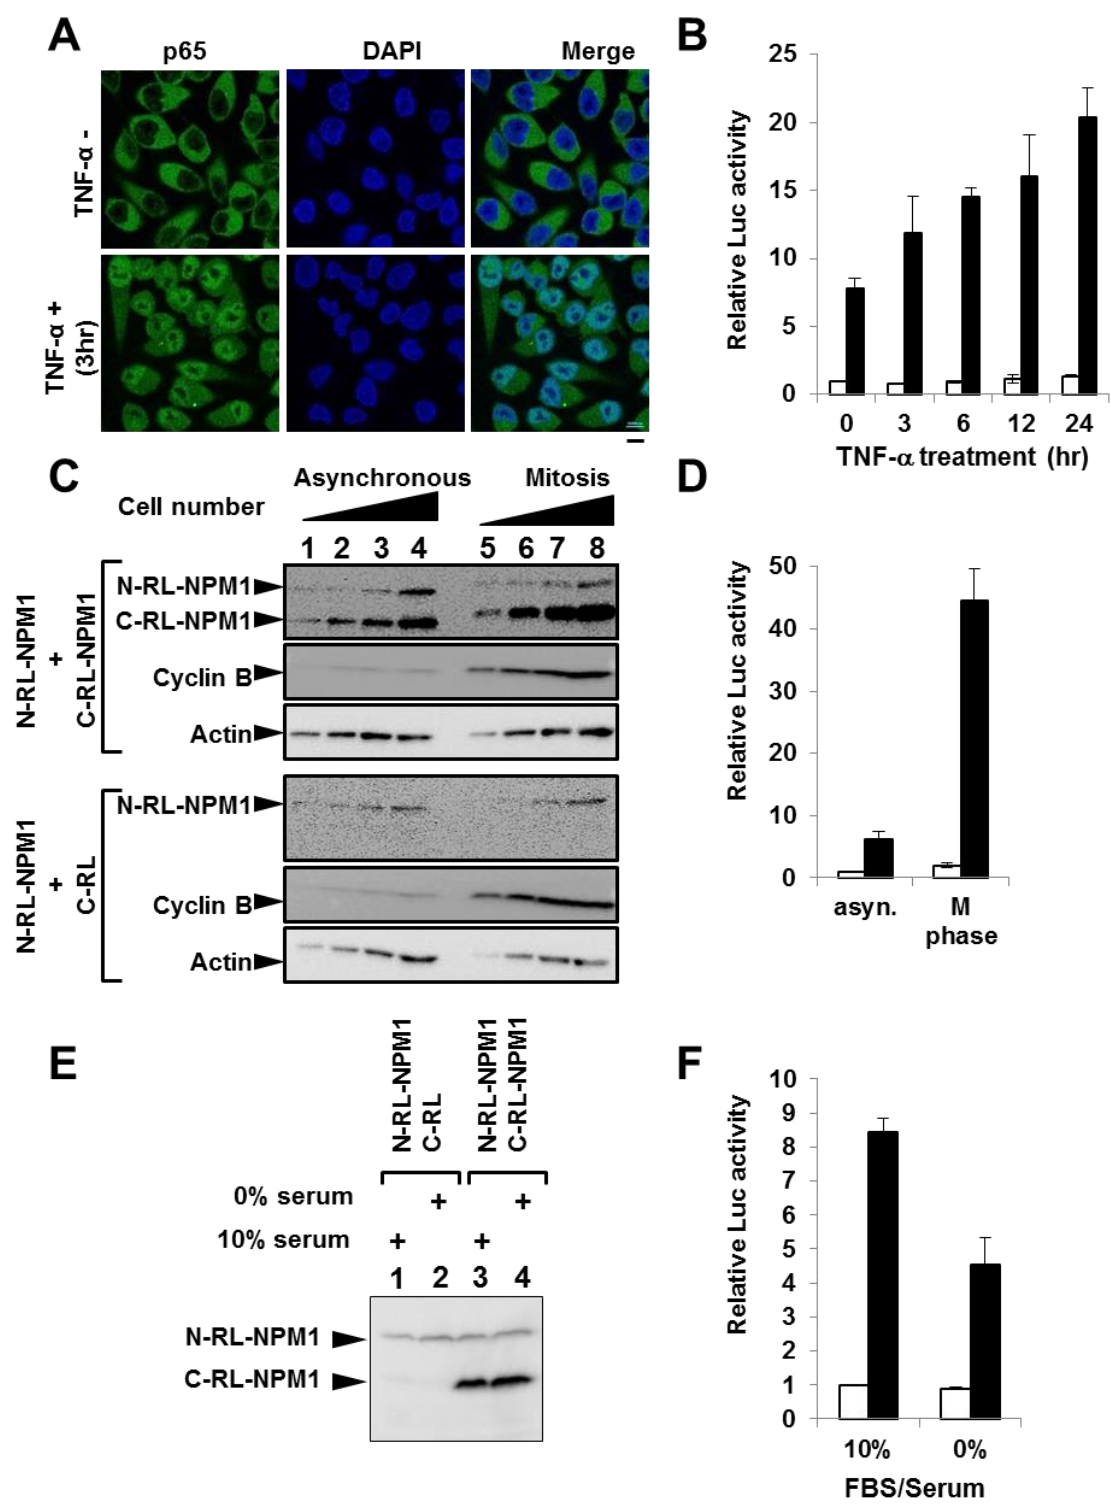 A
p65 DAPI Merge
TNF-α -
TNF-α +
(3hr)
B
25
20
15
10
5
0
Relative Luc activity
0 3 6 12 24
TNF-α treatment (hr)
C
Asynchronous Mitosis
Cell number
1 2 3 4 5 6 7 8
N-RL-NPM1
+
C-RL-NPM1
N-RL-NPM1
C-RL-NPM1
Cyclin B
Actin
N-RL-NPM1
+
C-RL
N-RL-NPM1
Cyclin B
Actin
D
50
40
30
20
10
0
Relative Luc activity
asyn. M
phase
E
N-RL-NPM1
C-RL
N-RL-NPM1
C-RL-NPM1
0% serum + +
10% serum + +
1 2 3 4
N-RL-NPM1
C-RL-NPM1
F
10
9
8
7
6
5
4
3
2
1
0
Relative Luc activity
10% 0%
FBS/Serum